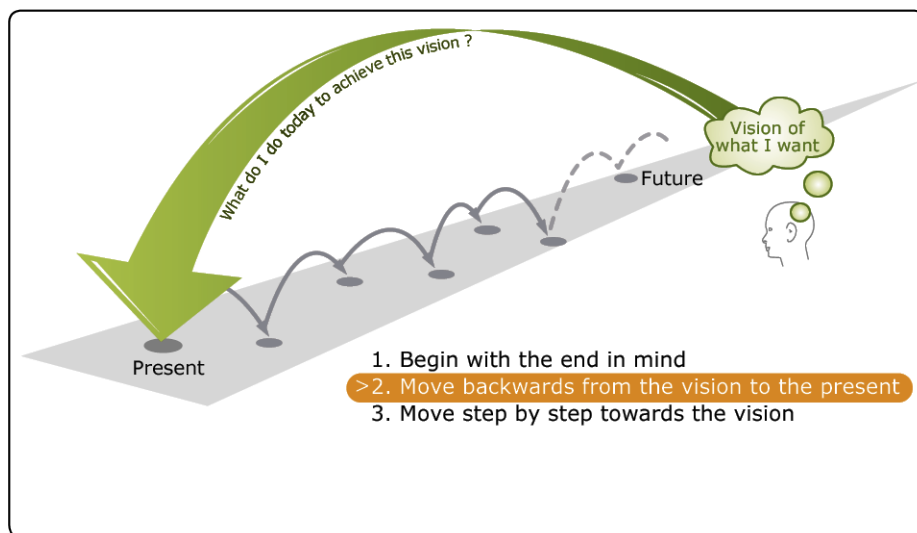 What do I do today to achieve this vision ?
Vision of
what I want
Future
Present
1. Begin with the end in mind
>2. Move backwards from the vision to the present
3. Move step by step towards the vision